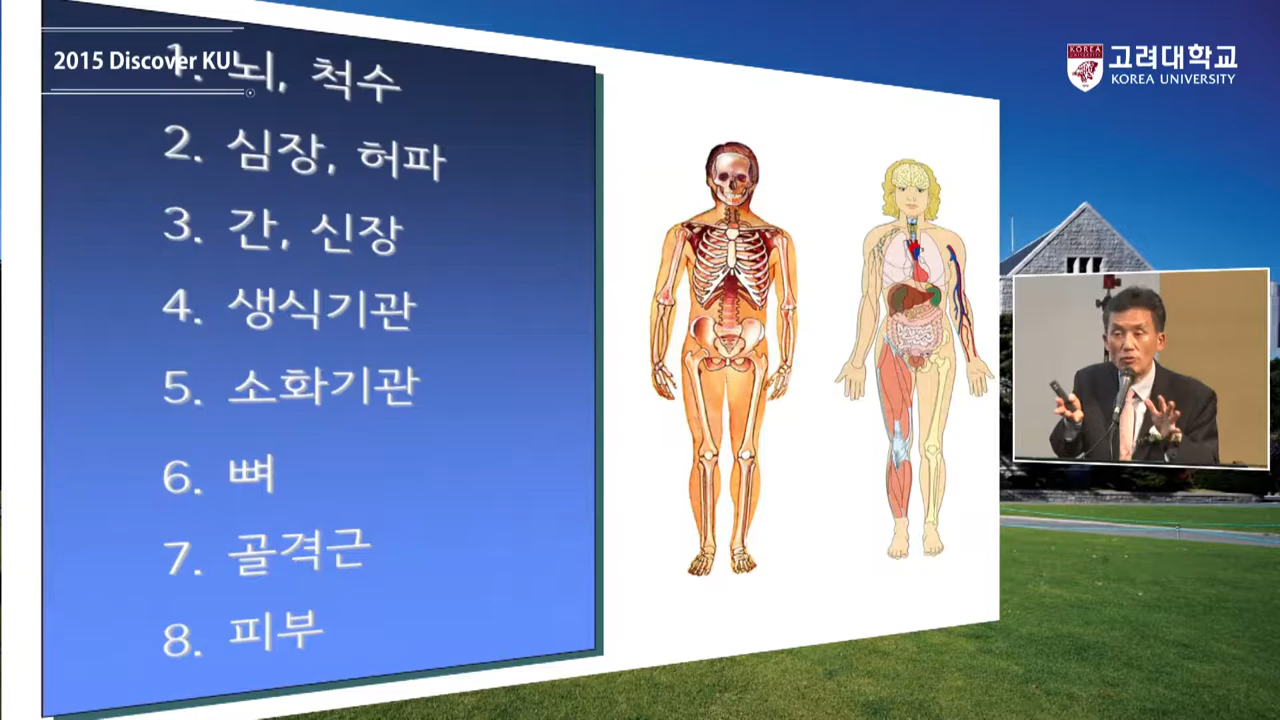 2015 Discover KU!
1. 뇌, 척수
2. 심장, 허파
3. 간, 신장
4. 생식기관
5. 소화기관
6. 뼈
7. 골격근
8. 피부
고려대학교
KOREA UNIVERSITY
KOREA